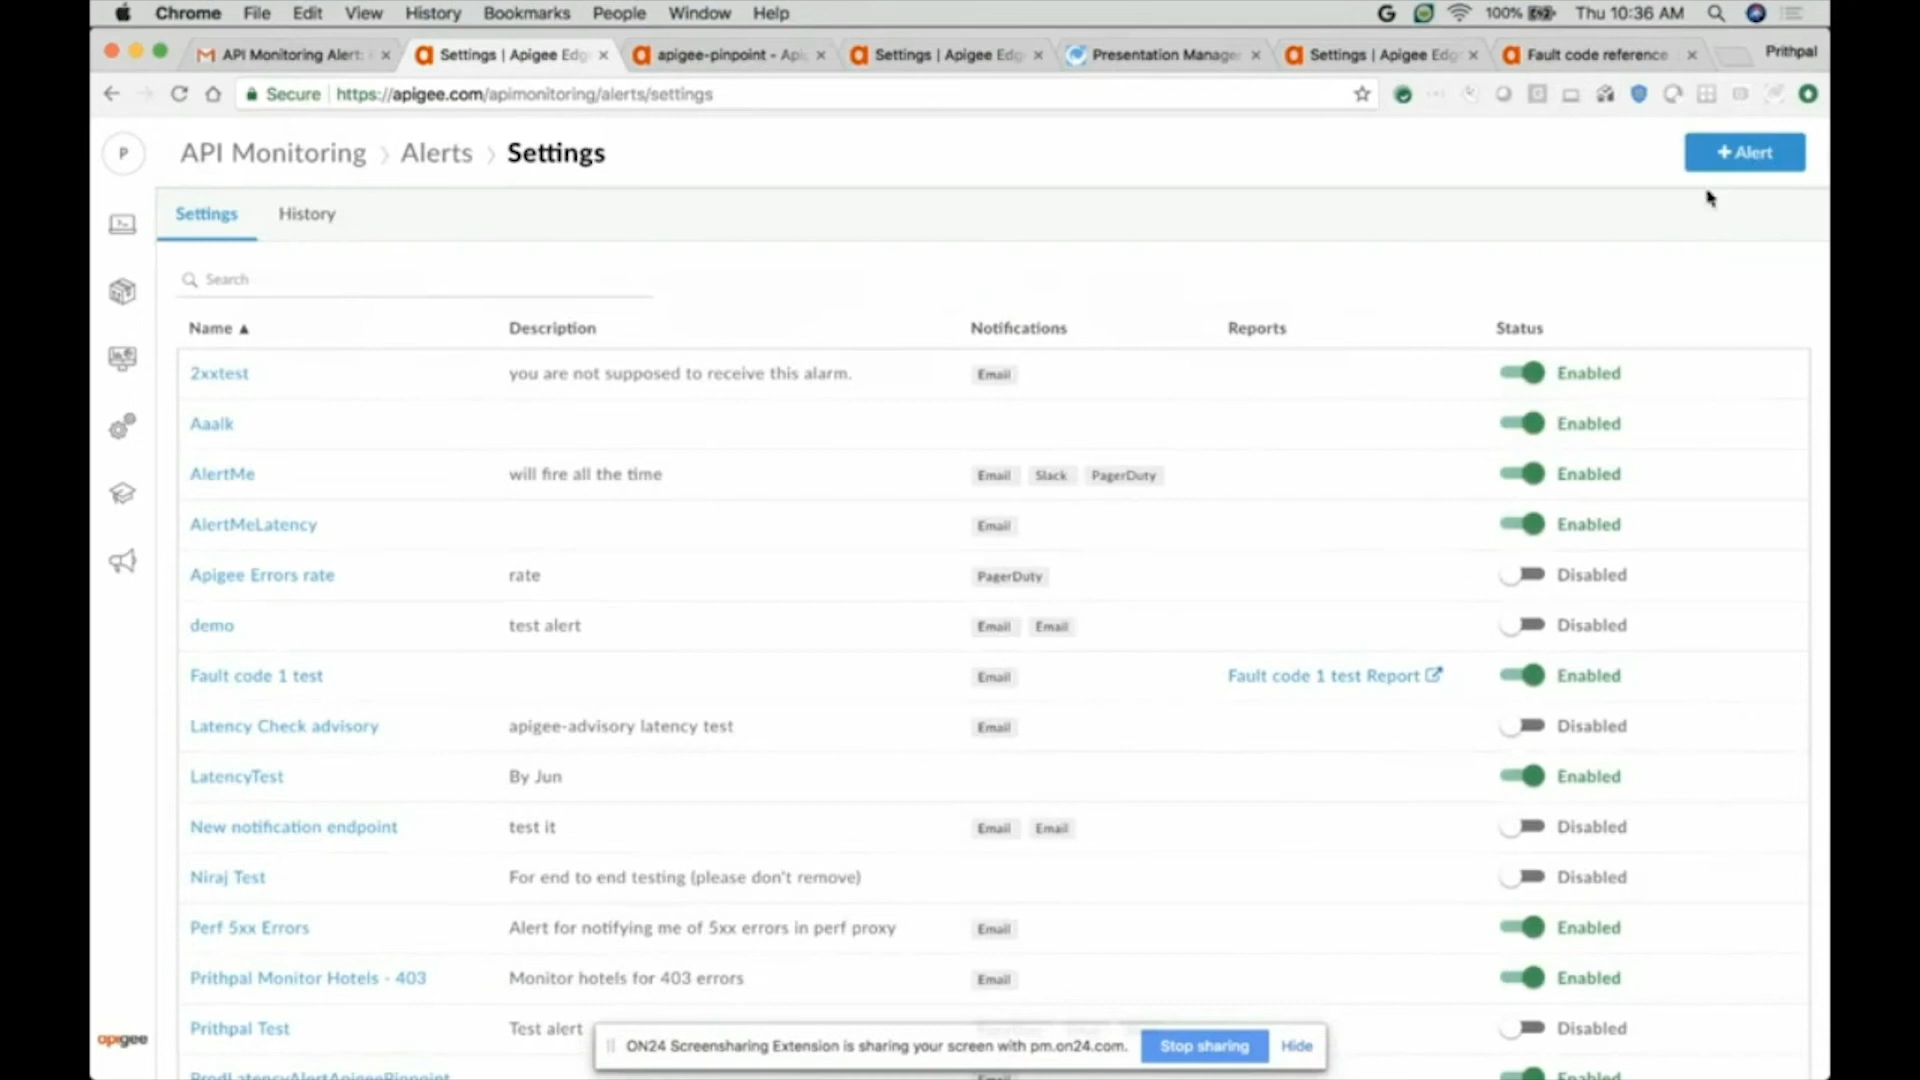 Chrome File Edit View History Bookmarks People Window Help G 100% Thu 10:36 AM
API Monitoring Alert: Settings | Apigee Edg apigee-pinpoint - Api Settings | Apigee Edg Presentation Manage Settings | Apigee Edg Fault code reference Prithpal
Secure https://apigee.com/apimonitoring/alerts/settings
P API Monitoring Alerts Settings + Alert
Settings History
Search
Name ▲ Description Notifications Reports Status
2xxtest you are not supposed to receive this alarm. Email Enabled
Aaalk Enabled
AlertMe will fire all the time Email Slack PagerDuty Enabled
AlertMeLatency Email Enabled
Apigee Errors rate rate PagerDuty Disabled
demo test alert Email Email Disabled
Fault code 1 test Email Fault code 1 test Report Enabled
Latency Check advisory apigee-advisory latency test Email Disabled
LatencyTest By Jun Enabled
New notification endpoint test it Email Email Disabled
Niraj Test For end to end testing (please don't remove) Disabled
Perf 5xx Errors Alert for notifying me of 5xx errors in perf proxy Email Enabled
Prithpal Monitor Hotels - 403 Monitor hotels for 403 errors Email Enabled
Prithpal Test Test alert Disabled
apigee ON24 Screensharing Extension is sharing your screen with pm.on24.com. Stop sharing Hide
ProdLatencyAlertApigeePinpoint Email Enabled